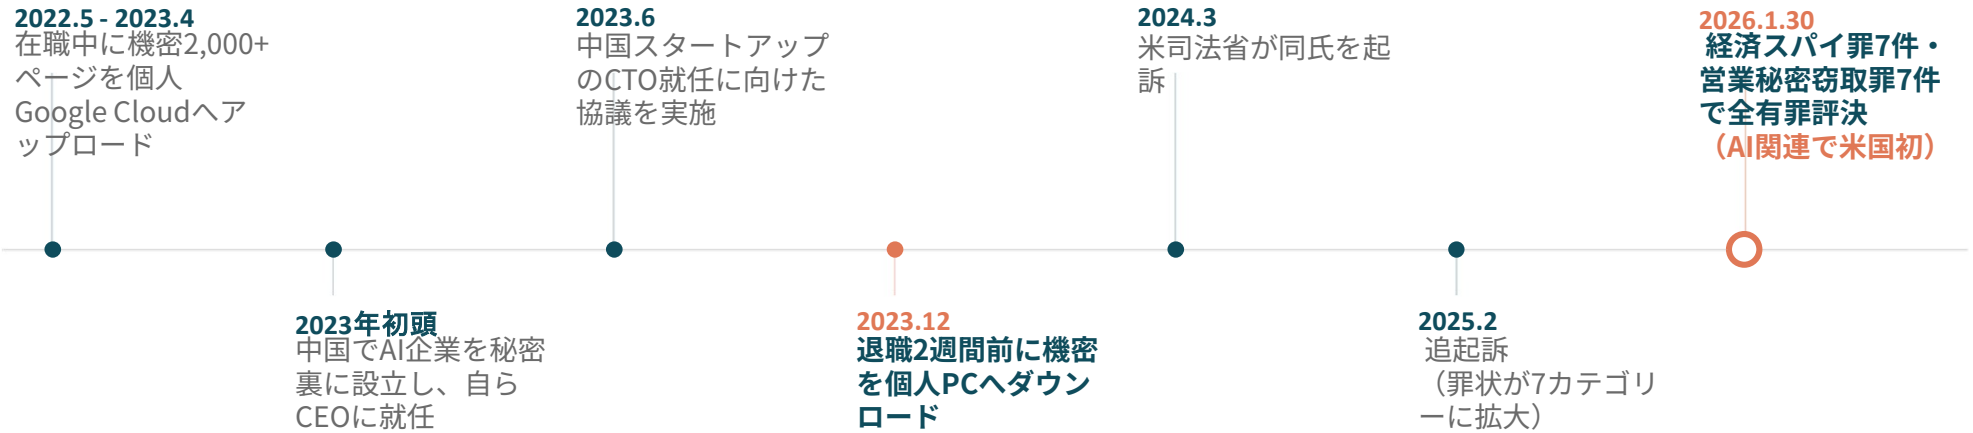 2022.5 - 2023.4
在職中に機密2,000+
ページを個人
Google Cloudへア
ップロード
2023年初頭
中国でAI企業を秘密
裏に設立し、自ら
CEOに就任
2023.6
中国スタートアップ
のCTO就任に向けた
協議を実施
2023.12
退職2週間前に機密
を個人PCへダウン
ロード
2024.3
米司法省が同氏を起
訴
2025.2
追起訴
（罪状が7カテゴリ
ーに拡大）
2026.1.30
経済スパイ罪7件・
営業秘密窃取罪7件
で全有罪評決
（AI関連で米国初）